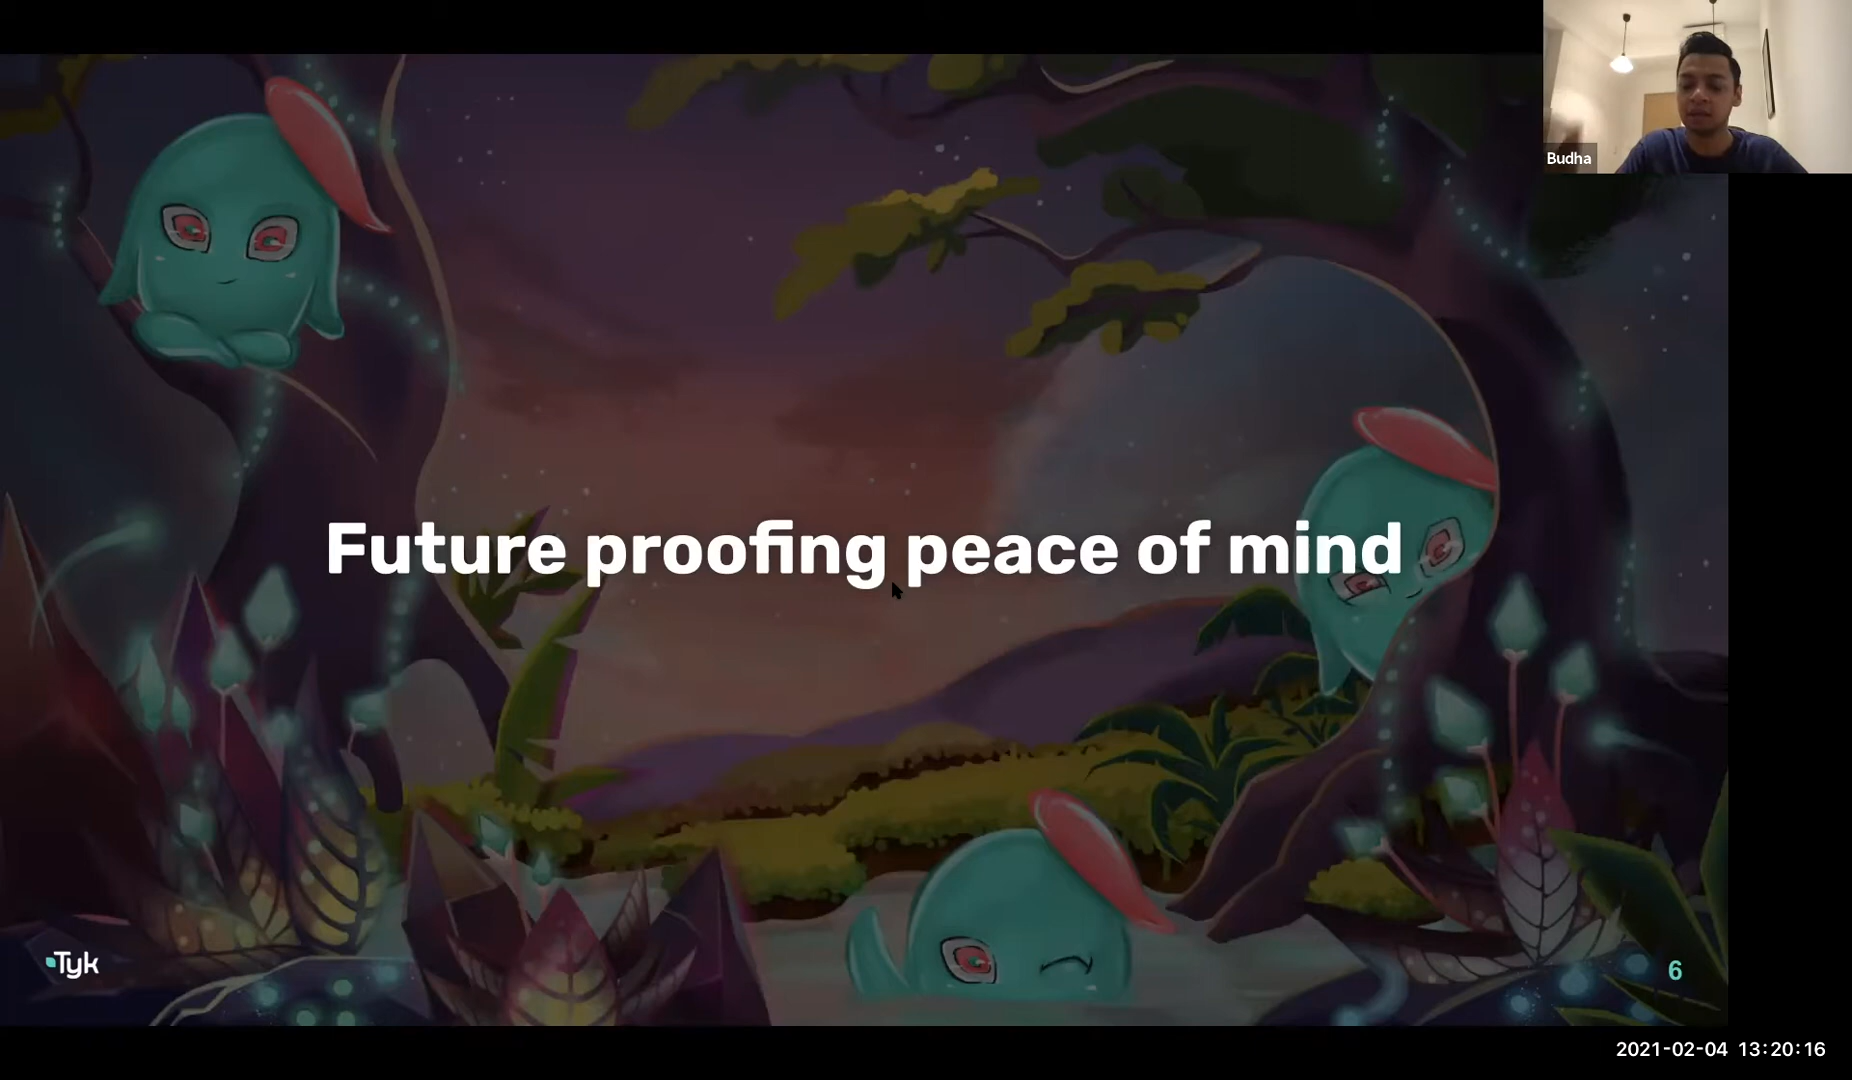 Budha
Future proofing peace of mind
Tyk
6
2021-02-04 13:20:16